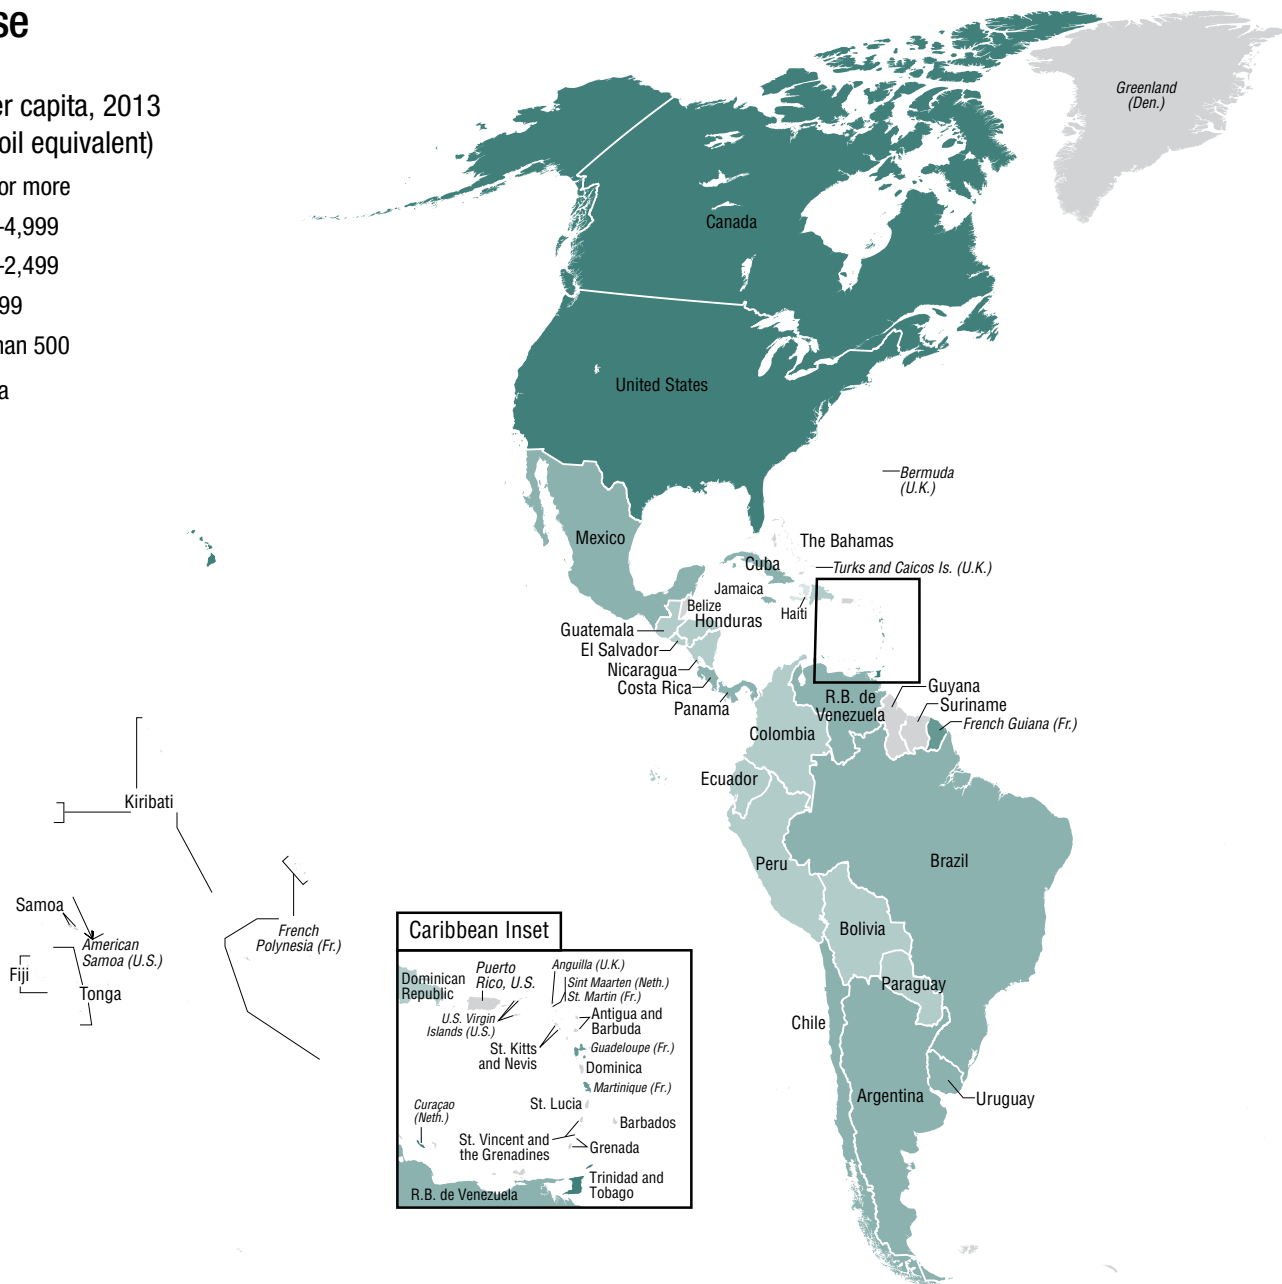 se
er capita, 2013
oil equivalent)
or more
-4,999
-2,499
99
han 500
a
Greenland
(Den.)
Canada
United States
Bermuda
(U.K.)
Mexico
The Bahamas
Cuba
Turks and Caicos Is. (U.K.)
Jamaica
Belize
Haiti
Honduras
Guatemala
El Salvador
Nicaragua
Costa Rica
Panama
Guyana
R.B. de
Venezuela
Suriname
French Guiana (Fr.)
Colombia
Ecuador
Kiribati
Peru
Brazil
Samoa
American
Samoa (U.S.)
French
Polynesia (Fr.)
Fiji
Tonga
Bolivia
Paraguay
Chile
Argentina
Uruguay
Caribbean Inset
Dominican
Republic
Puerto
Rico, U.S.
Anguilla (U.K.)
Sint Maarten (Neth.)
St. Martin (Fr.)
U.S. Virgin
Islands (U.S.)
Antigua and
Barbuda
St. Kitts
and Nevis
Guadeloupe (Fr.)
Dominica
Martinique (Fr.)
St. Lucia
Curaçao
(Neth.)
Barbados
St. Vincent and
the Grenadines
Grenada
Trinidad and
Tobago
R.B. de Venezuela